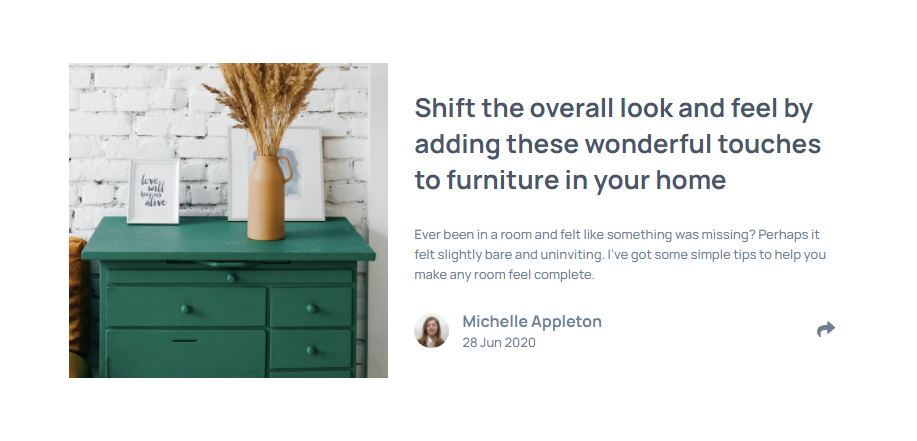 love
will
keep us
alive
Shift the overall look and feel by
adding these wonderful touches
to furniture in your home
Ever been in a room and felt like something was missing? Perhaps it
felt slightly bare and uninviting. I've got some simple tips to help you
make any room feel complete.
Michelle Appleton
28 Jun 2020